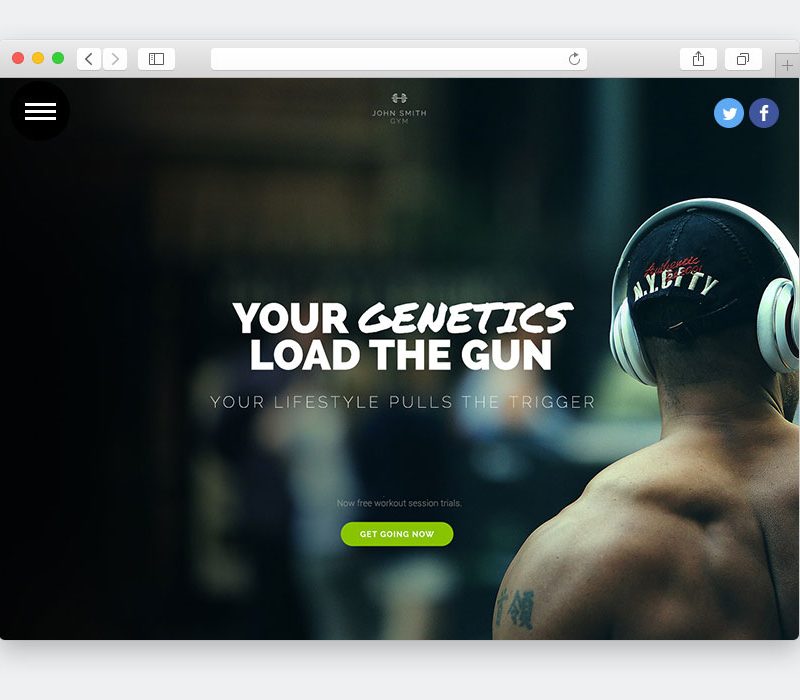 JOHN SMITH
GYM
Authentic
N.Y.CITY
YOUR GENETICS
LOAD THE GUN
YOUR LIFESTYLE PULLS THE TRIGGER
Now free workout session trials.
GET GOING NOW
領